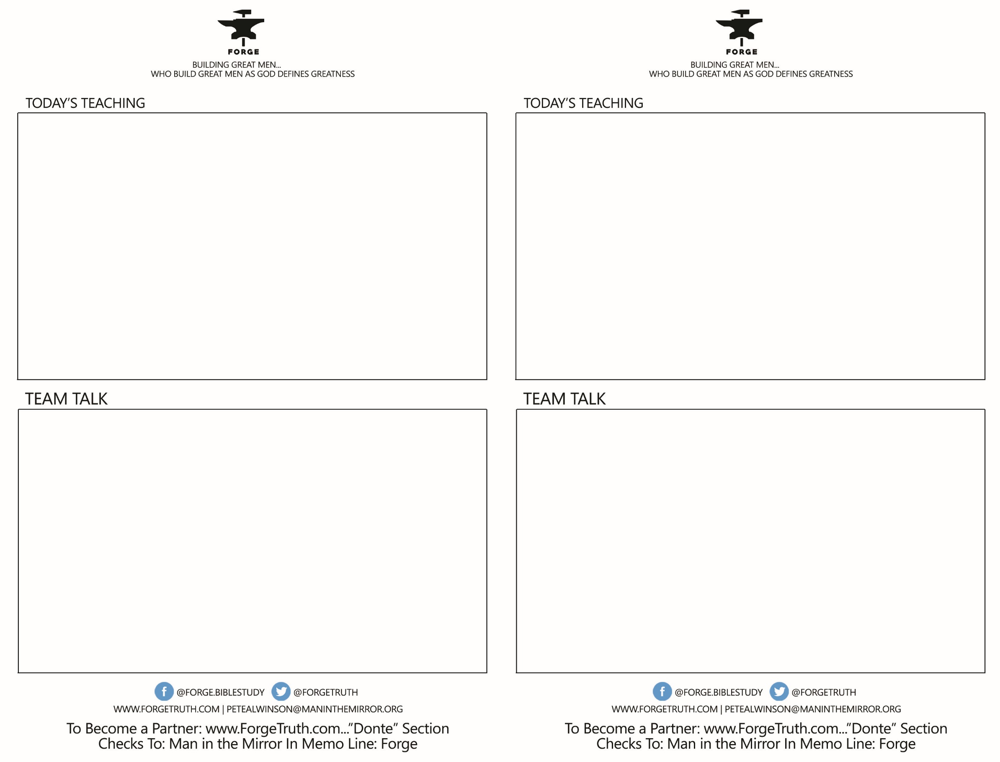 FORGE
BUILDING GREAT MEN...
WHO BUILD GREAT MEN AS GOD DEFINES GREATNESS
TODAY'S TEACHING
TEAM TALK
@FORGE.BIBLESTUDY @FORGETRUTH
WWW.FORGETRUTH.COM | PETEALWINSON@MANINTHEMIRROR.ORG
To Become a Partner: www.ForgeTruth.com..."Donte" Section
Checks To: Man in the Mirror In Memo Line: Forge
FORGE
BUILDING GREAT MEN...
WHO BUILD GREAT MEN AS GOD DEFINES GREATNESS
TODAY'S TEACHING
TEAM TALK
@FORGE.BIBLESTUDY @FORGETRUTH
WWW.FORGETRUTH.COM | PETEALWINSON@MANINTHEMIRROR.ORG
To Become a Partner: www.ForgeTruth.com..."Donte" Section
Checks To: Man in the Mirror In Memo Line: Forge